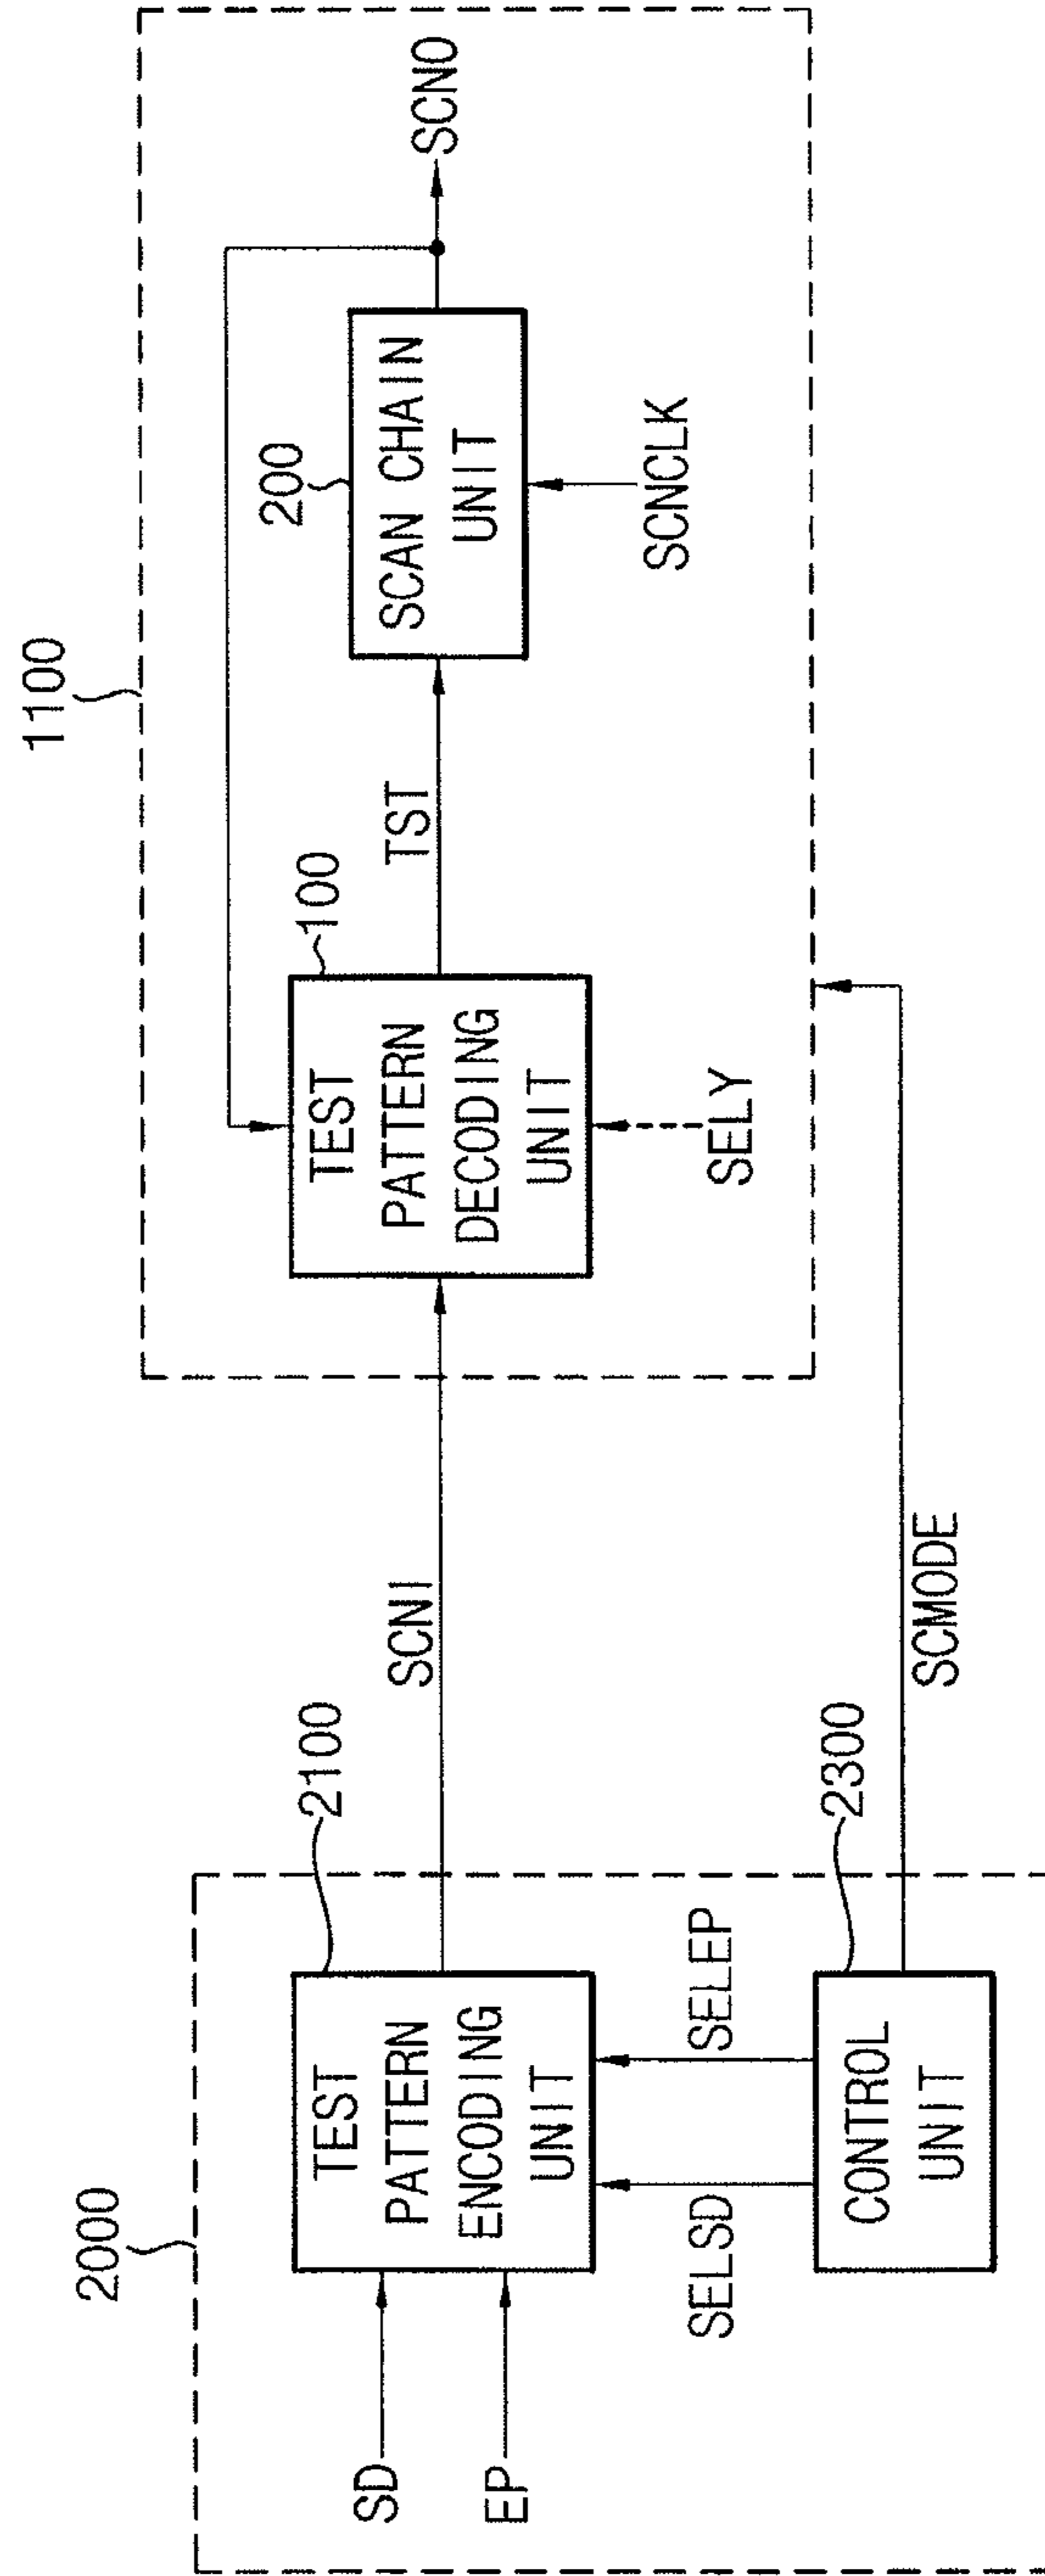 2000
SD
EP
TEST
PATTERN
ENCODING
UNIT
2100
SELSD
SELEP
CONTROL
UNIT
2300
SCNI
SCMODE
1100
TEST
PATTERN
DECODING
UNIT
100
SELY
TST
200
SCAN CHAIN
UNIT
SCNCLK
SCNO